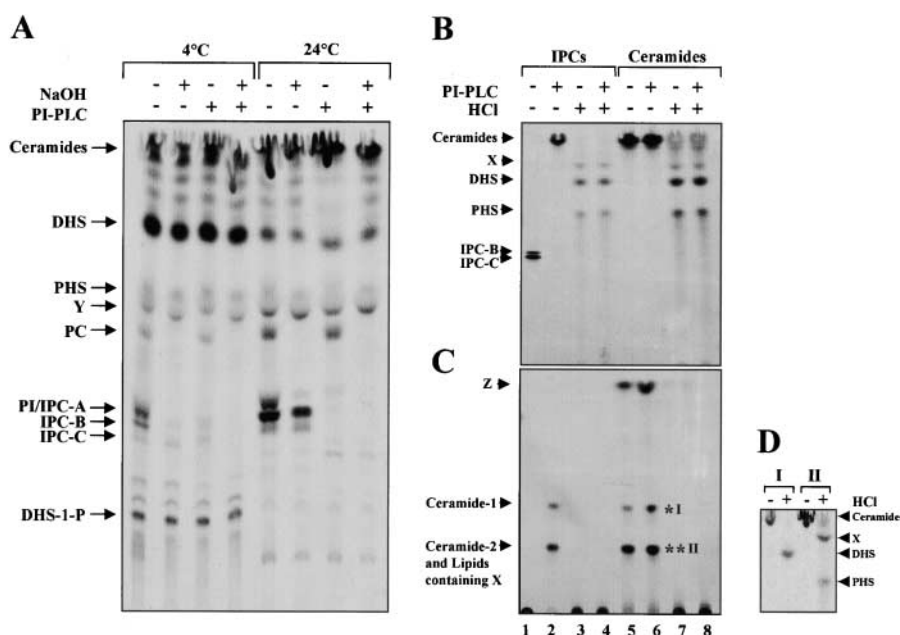 A
4°C 24°C
NaOH - + - + - + - +
PI-PLC - - + + - - + +
Ceramides
DHS
PHS
Y
PC
PI/IPC-A
IPC-B
IPC-C
DHS-1-P
B
IPCs Ceramides
PI-PLC - + - + - + - +
HCl - - + + - - + +
Ceramides
X
DHS
PHS
IPC-B
IPC-C
C
Z
Ceramide-1
*I
Ceramide-2
and Lipids
containing X
**II
1 2 3 4 5 6 7 8
D
I II
- + - + HCl
Ceramide
X
DHS
PHS